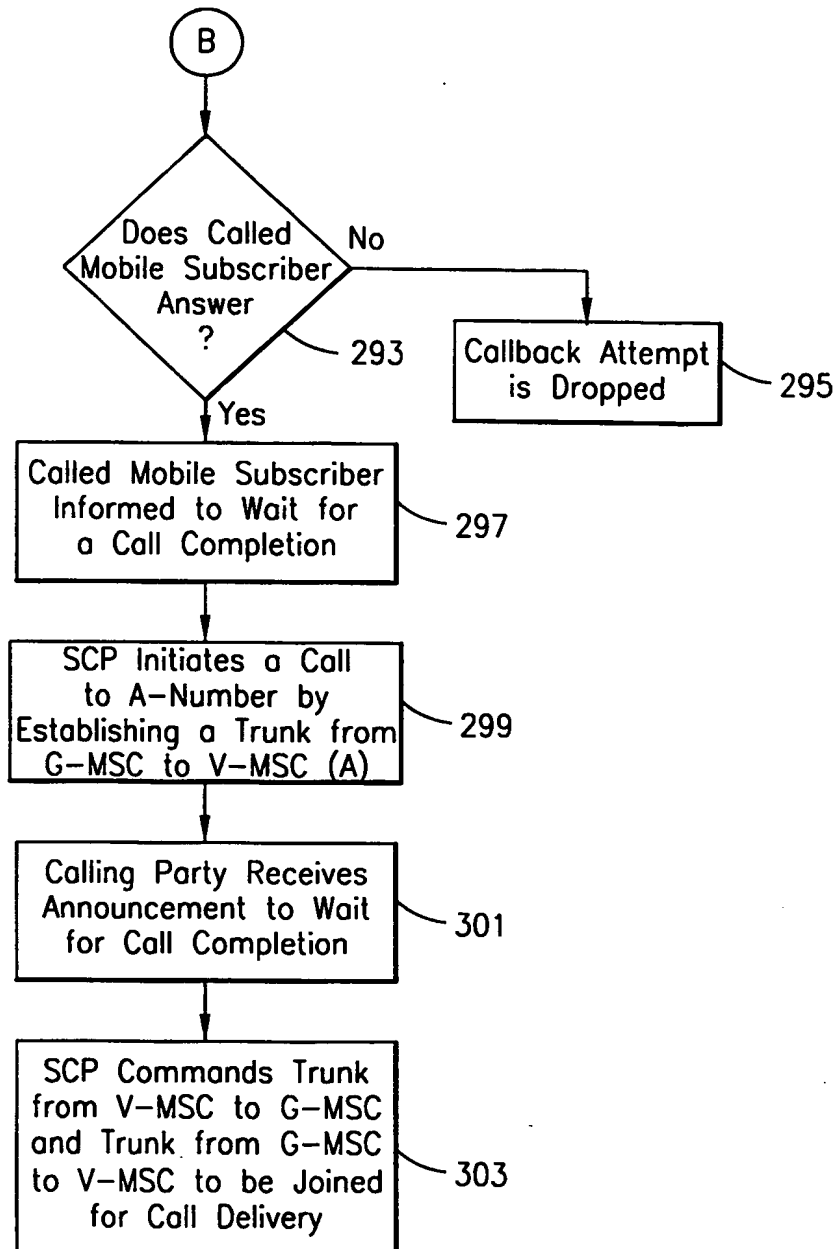 B
Does Called
Mobile Subscriber
Answer
?
No
293
Callback Attempt
is Dropped
295
Yes
Called Mobile Subscriber
Informed to Wait for
a Call Completion
297
SCP Initiates a Call
to A-Number by
Establishing a Trunk from
G-MSC to V-MSC (A)
299
Calling Party Receives
Announcement to Wait
for Call Completion
301
SCP Commands Trunk
from V-MSC to G-MSC
and Trunk from G-MSC
to V-MSC to be Joined
for Call Delivery
303